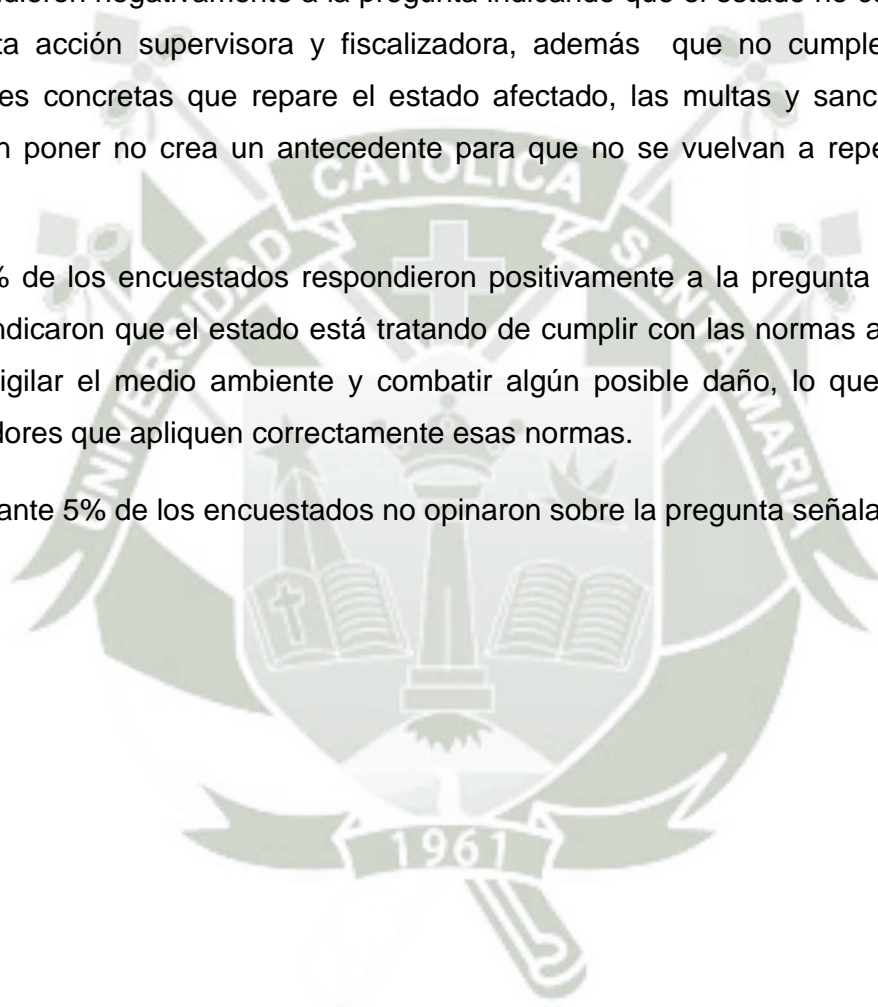 dieron negativamente a la pregunta indicando que el estado no
ta acción supervisora y fiscalizadora, además que no cumple
es concretas que repare el estado afectado, las multas y sanc
n poner no crea un antecedente para que no se vuelvan a repe
% de los encuestados respondieron positivamente a la pregunta
ndicaron que el estado está tratando de cumplir con las normas a
igilar el medio ambiente y combatir algún posible daño, lo que
dores que apliquen correctamente esas normas.
ante 5% de los encuestados no opinaron sobre la pregunta señala
UNIVERSIDAD CATOLICA SANTA MARIA
1961